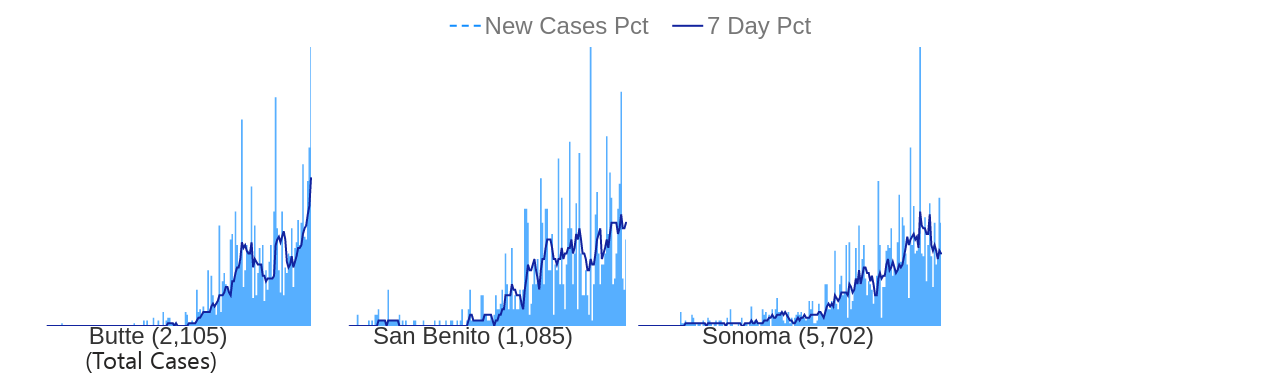 New Cases Pct 7 Day Pct
Butte (2,105) San Benito (1,085) Sonoma (5,702)
(Total Cases)